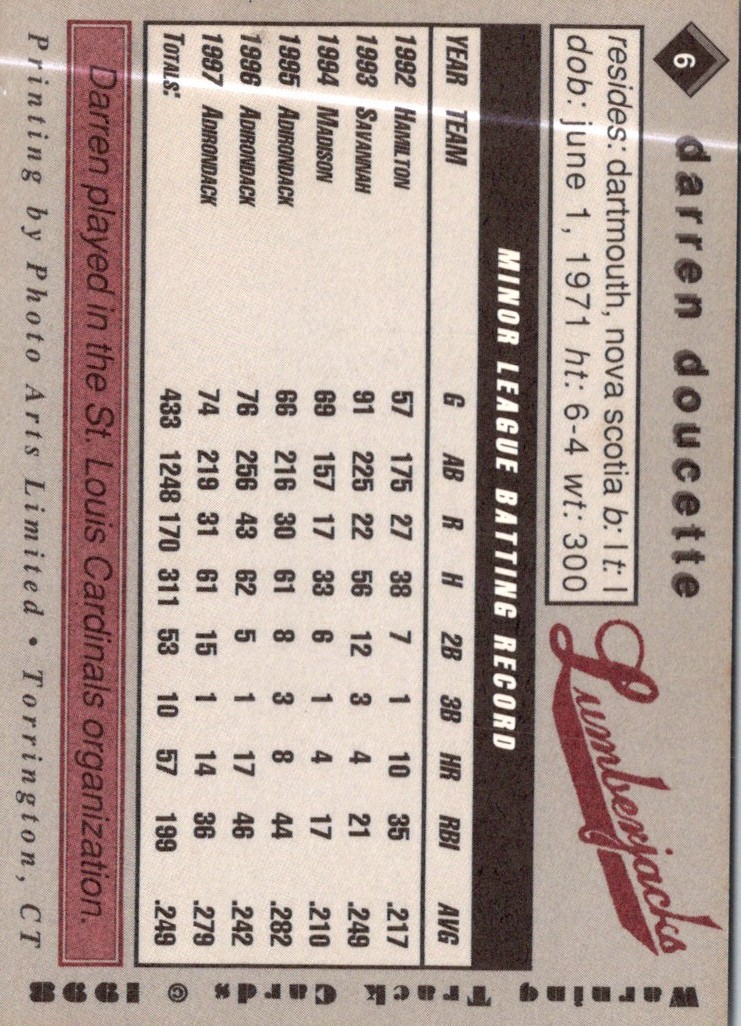 6
darren doucette
resides: dartmouth, nova scotia b: l t: l
dob: june 1, 1971 ht: 6-4 wt: 300
Lumberjacks
MINOR LEAGUE BATTING RECORD
YEAR TEAM G AB R H 2B 3B HR RBI AVG
1992 HAMILTON 57 175 27 38 7 1 10 35 .217
1993 SAVANNAH 91 225 22 56 12 3 4 21 .249
1994 MADISON 69 157 17 33 6 1 4 17 .210
1995 ADIRONDACK 66 216 30 61 8 3 8 44 .282
1996 ADIRONDACK 76 256 43 62 5 1 17 46 .242
1997 ADIRONDACK 74 219 31 61 15 1 14 36 .279
TOTALS: 433 1248 170 311 53 10 57 199 .249
Darren played in the St. Louis Cardinals organization.
Printing by Photo Arts Limited • Torrington, CT
Warning Track Cards © 1998